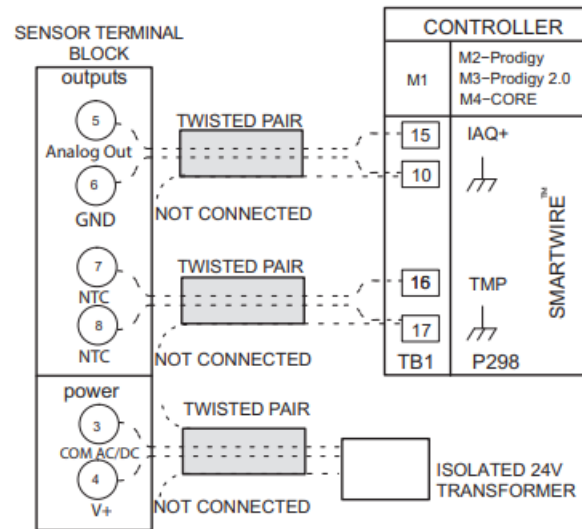 SENSOR TERMINAL
BLOCK
outputs
5
Analog Out
6
GND
7
NTC
8
NTC
power
3
COM AC/DC
4
V+
TWISTED PAIR
NOT CONNECTED
TWISTED PAIR
NOT CONNECTED
TWISTED PAIR
NOT CONNECTED
CONTROLLER
M1
M2-Prodigy
M3-Prodigy 2.0
M4-CORE
15 IAQ+
10
16 TMP
17
TB1 P298
SMARTWIRE™
ISOLATED 24V
TRANSFORMER